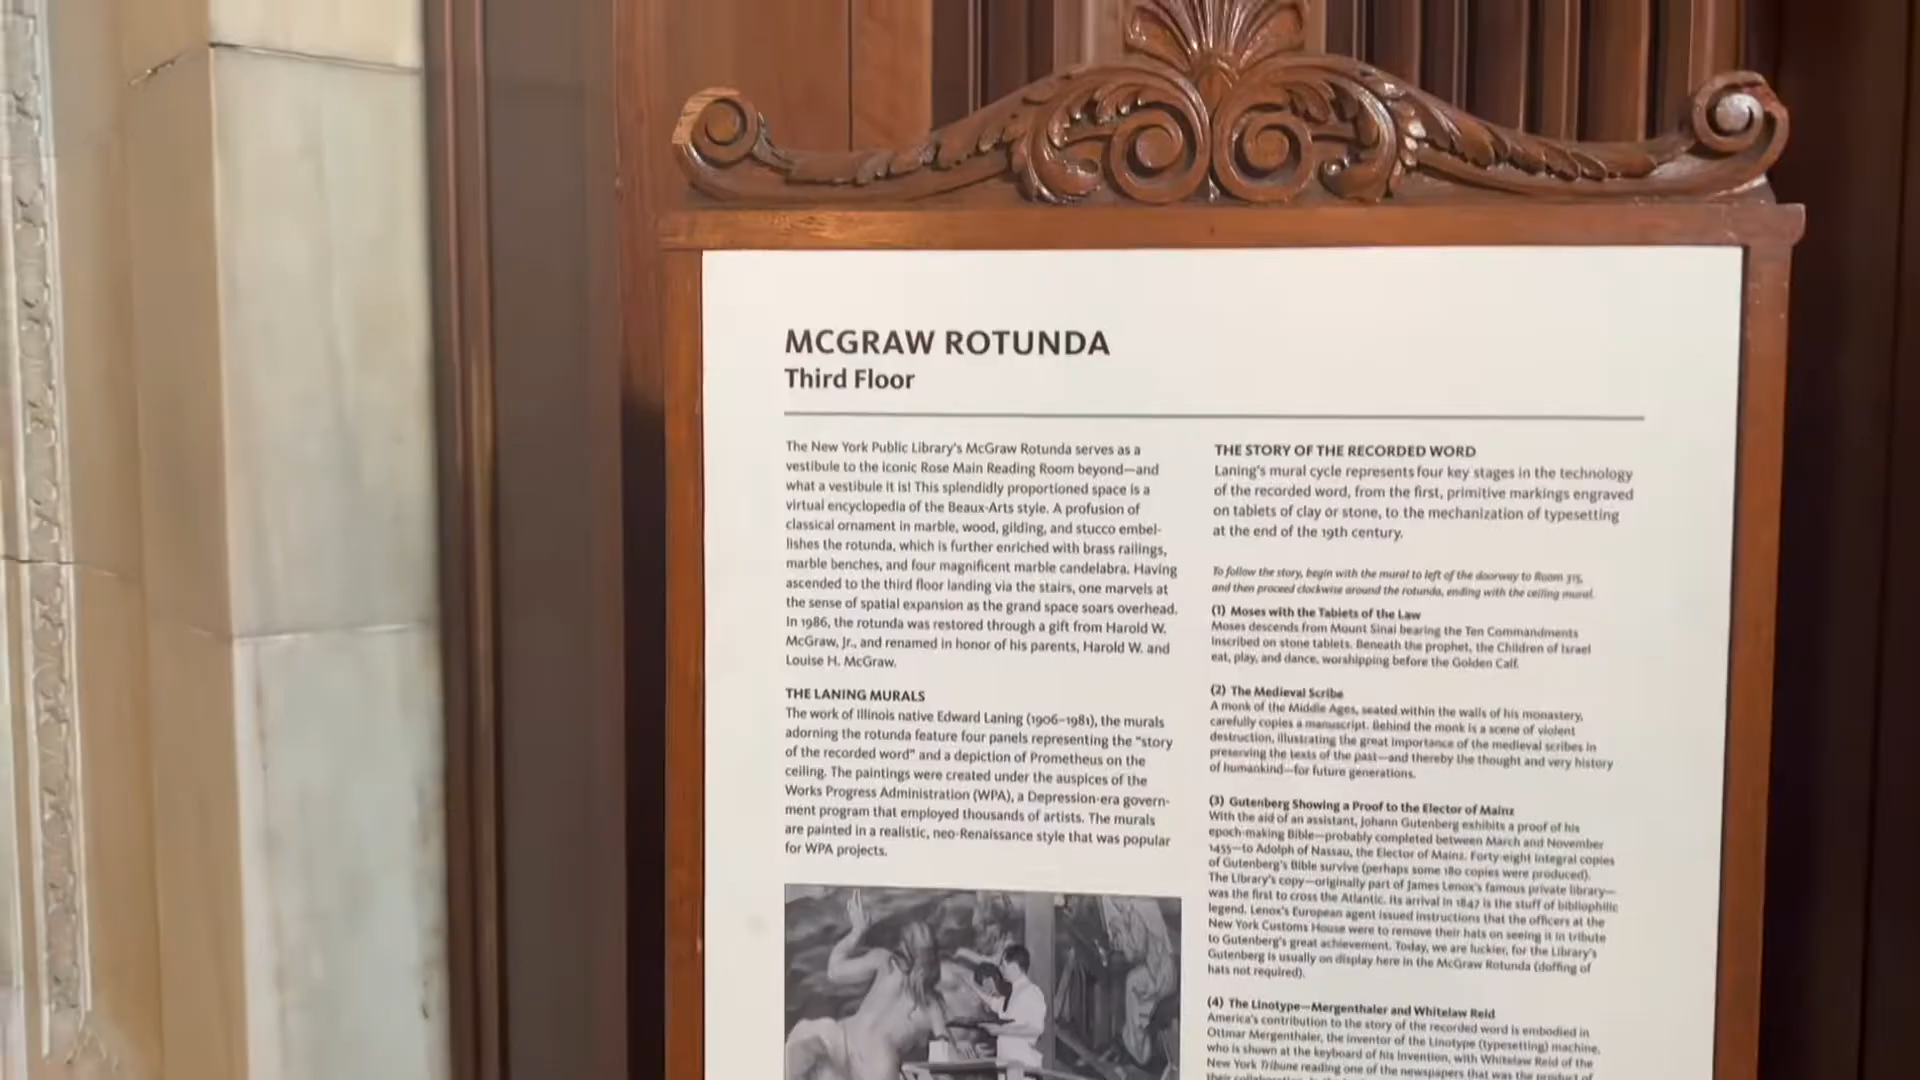 MCGRAW ROTUNDA
Third Floor
The New York Public Library's McGraw Rotunda serves as a
vestibule to the iconic Rose Main Reading Room beyond—and
what a vestibule it is! This splendidly proportioned space is a
virtual encyclopedia of the Beaux-Arts style. A profusion of
classical ornament in marble, wood, gilding, and stucco embel-
lishes the rotunda, which is further enriched with brass railings,
marble benches, and four magnificent marble candelabra. Having
ascended to the third floor landing via the stairs, one marvels at
the sense of spatial expansion as the grand space soars overhead.
In 1986, the rotunda was restored through a gift from Harold W.
McGraw, Jr., and renamed in honor of his parents, Harold W. and
Louise H. McGraw.
THE LANING MURALS
The work of Illinois native Edward Laning (1906–1981), the murals
adorning the rotunda feature four panels representing the "story
of the recorded word" and a depiction of Prometheus on the
ceiling. The paintings were created under the auspices of the
Works Progress Administration (WPA), a Depression-era govern-
ment program that employed thousands of artists. The murals
are painted in a realistic, neo-Renaissance style that was popular
for WPA projects.
THE STORY OF THE RECORDED WORD
Laning's mural cycle represents four key stages in the technology
of the recorded word, from the first, primitive markings engraved
on tablets of clay or stone, to the mechanization of typesetting
at the end of the 19th century.
To follow the story, begin with the mural to left of the doorway to Room 315,
and then proceed clockwise around the rotunda, ending with the ceiling mural.
(1) Moses with the Tablets of the Law
Moses descends from Mount Sinai bearing the Ten Commandments
inscribed on stone tablets. Beneath the prophet, the Children of Israel
eat, play, and dance, worshipping before the Golden Calf.
(2) The Medieval Scribe
A monk of the Middle Ages, seated within the walls of his monastery,
carefully copies a manuscript. Behind the monk is a scene of violent
destruction, illustrating the great importance of the medieval scribes in
preserving the texts of the past—and thereby the thought and very history
of humankind—for future generations.
(3) Gutenberg Showing a Proof to the Elector of Mainz
With the aid of an assistant, Johann Gutenberg exhibits a proof of his
epoch-making Bible—probably completed between March and November
1455—to Adolph of Nassau, the Elector of Mainz. Forty-eight integral copies
of Gutenberg's Bible survive (perhaps some 180 copies were produced).
The Library's copy—originally part of James Lenox's famous private library—
was the first to cross the Atlantic. Its arrival in 1847 is the stuff of bibliophilic
legend. Lenox's European agent issued instructions that the officers at the
New York Customs House were to remove their hats on seeing it in tribute
to Gutenberg's great achievement. Today, we are luckier, for the Library's
Gutenberg is usually on display here in the McGraw Rotunda (doffing of
hats not required).
(4) The Linotype—Mergenthaler and Whitelaw Reid
America's contribution to the story of the recorded word is embodied in
Ottmar Mergenthaler, the inventor of the Linotype (typesetting) machine,
who is shown at the keyboard of his invention, with Whitelaw Reid of the
New York Tribune reading one of the newspapers that was the product of